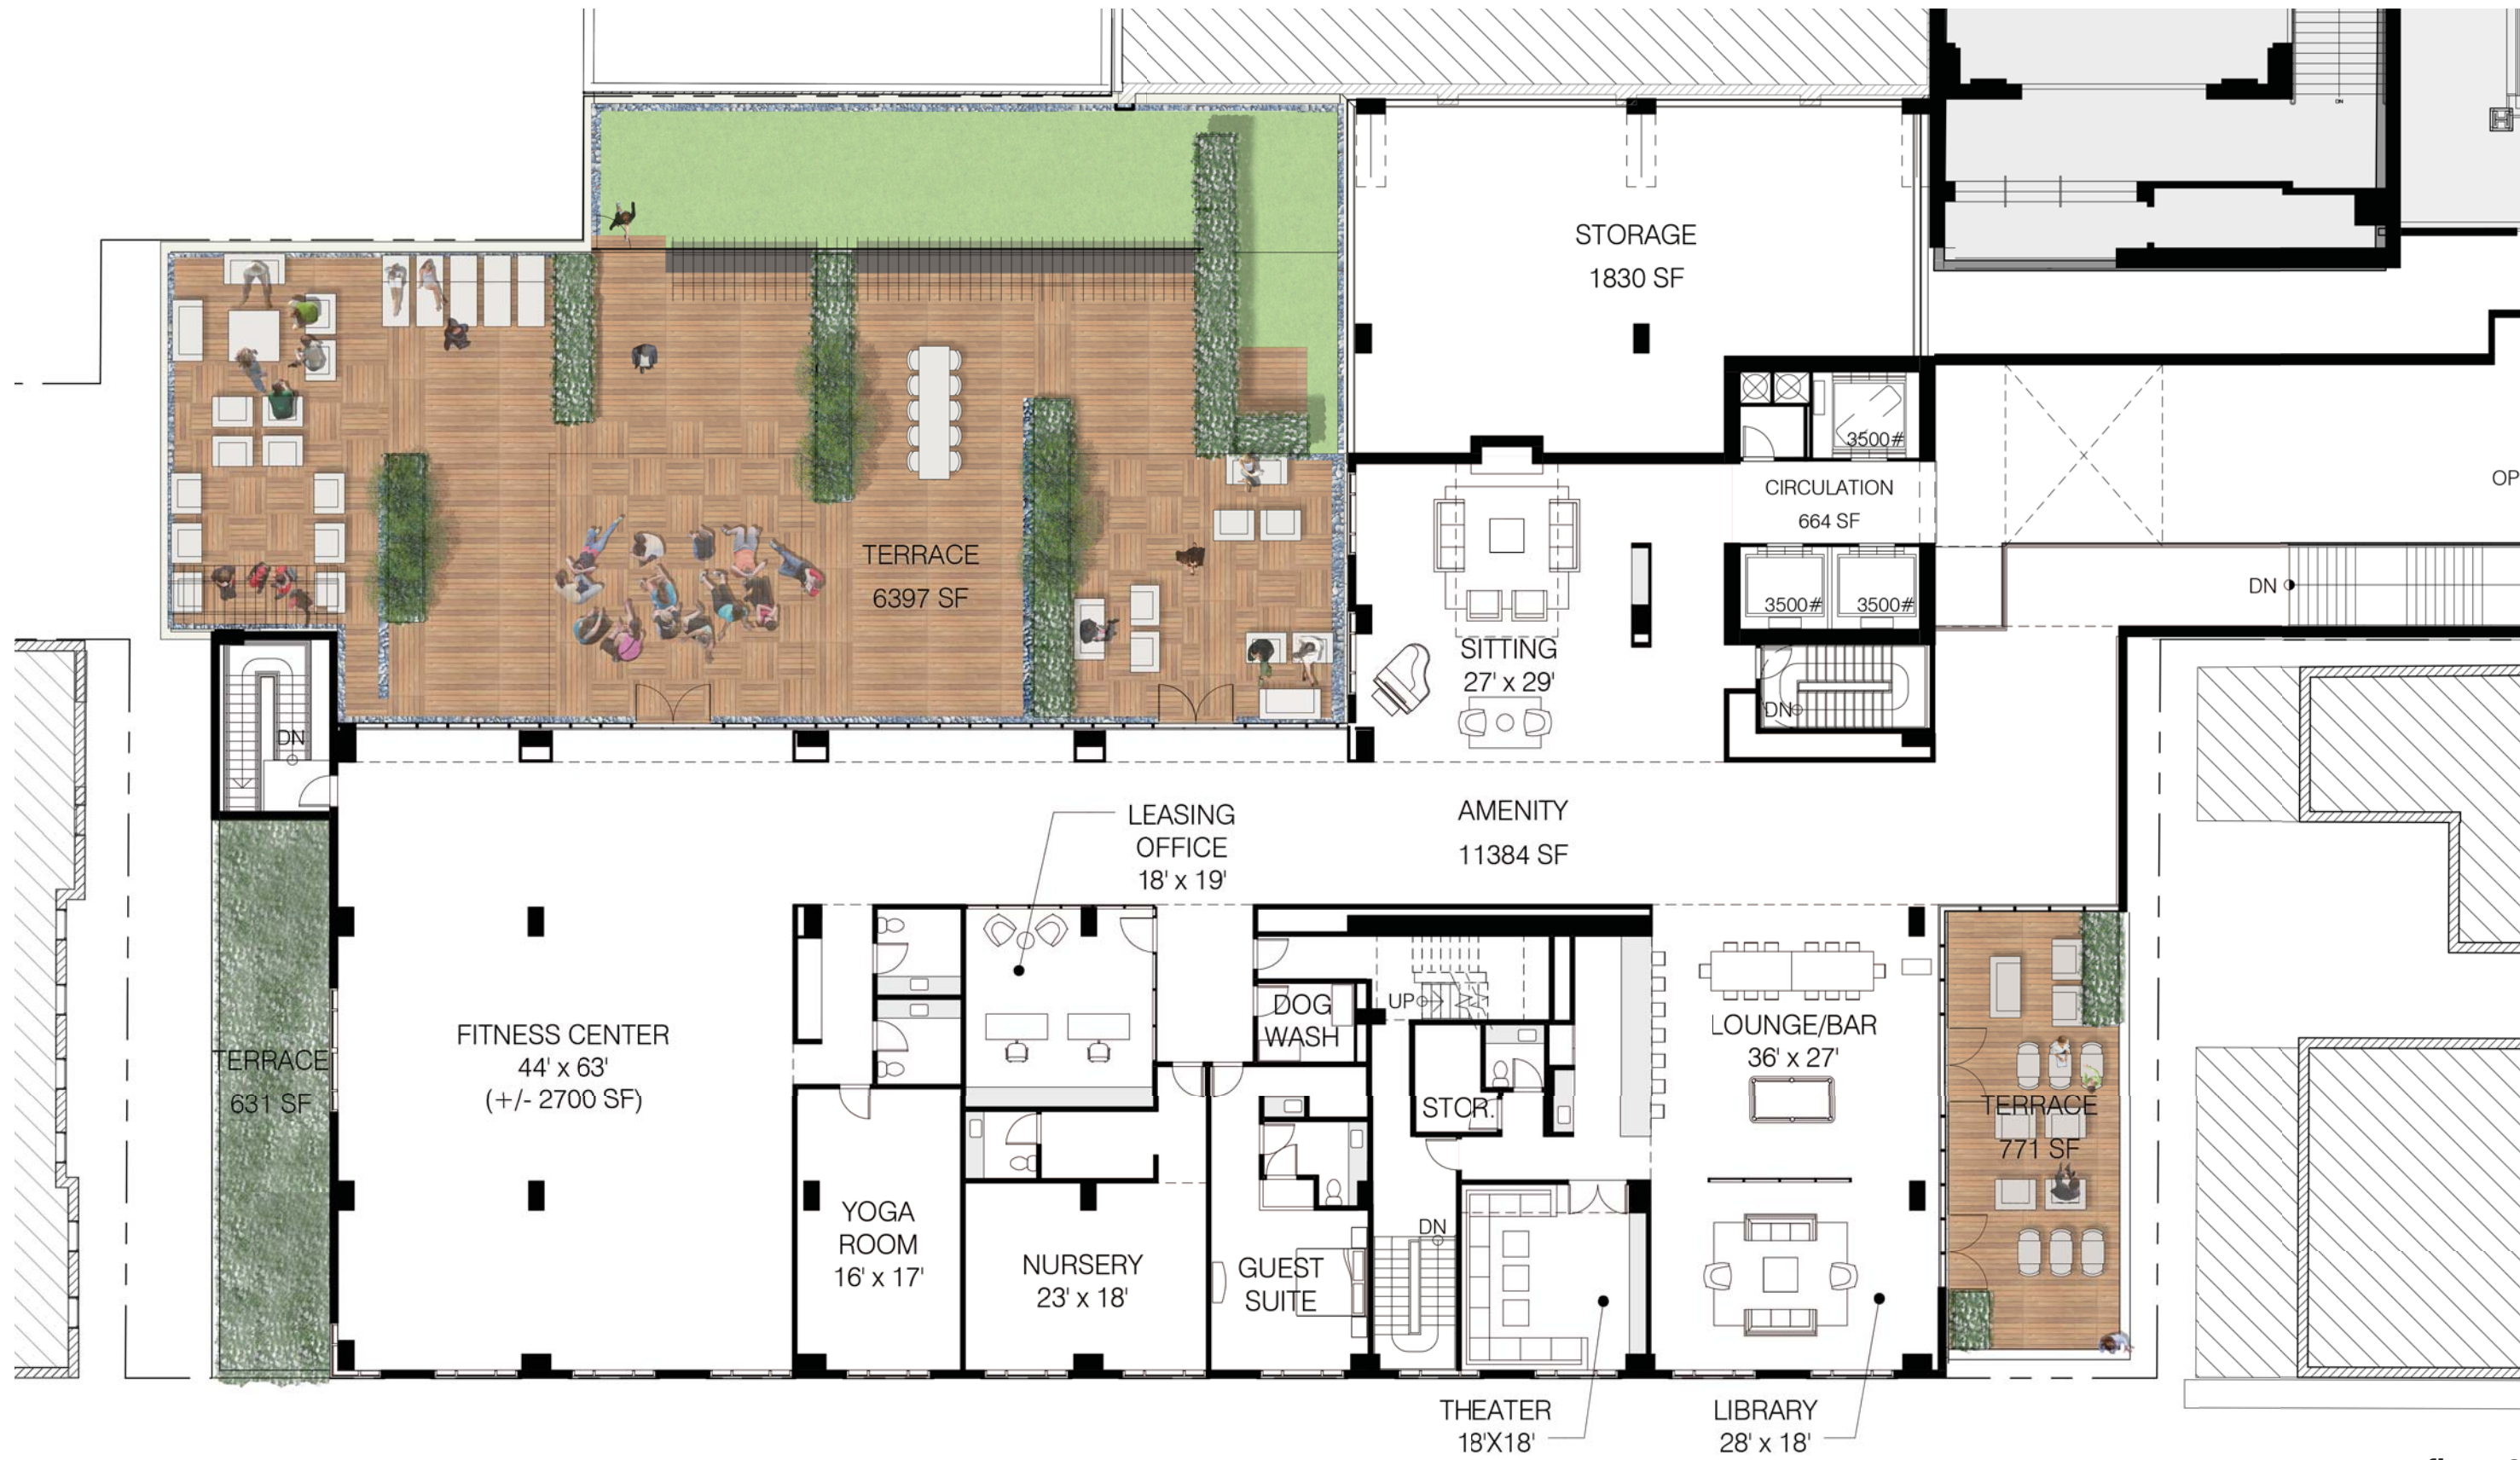 DN
STORAGE
1830 SF
3500#
CIRCULATION
664 SF
OP
TERRACE
6397 SF
3500#
3500#
DN
SITTING
27' x 29'
DN
DN
LEASING
OFFICE
18' x 19'
AMENITY
11384 SF
FITNESS CENTER
44' x 63'
(+/- 2700 SF)
TERRACE
631 SF
DOG
WASH
UP
LOUNGE/BAR
36' x 27'
STOR.
TERRACE
771 SF
YOGA
ROOM
16' x 17'
NURSERY
23' x 18'
GUEST
SUITE
DN
THEATER
18'X18'
LIBRARY
28' x 18'